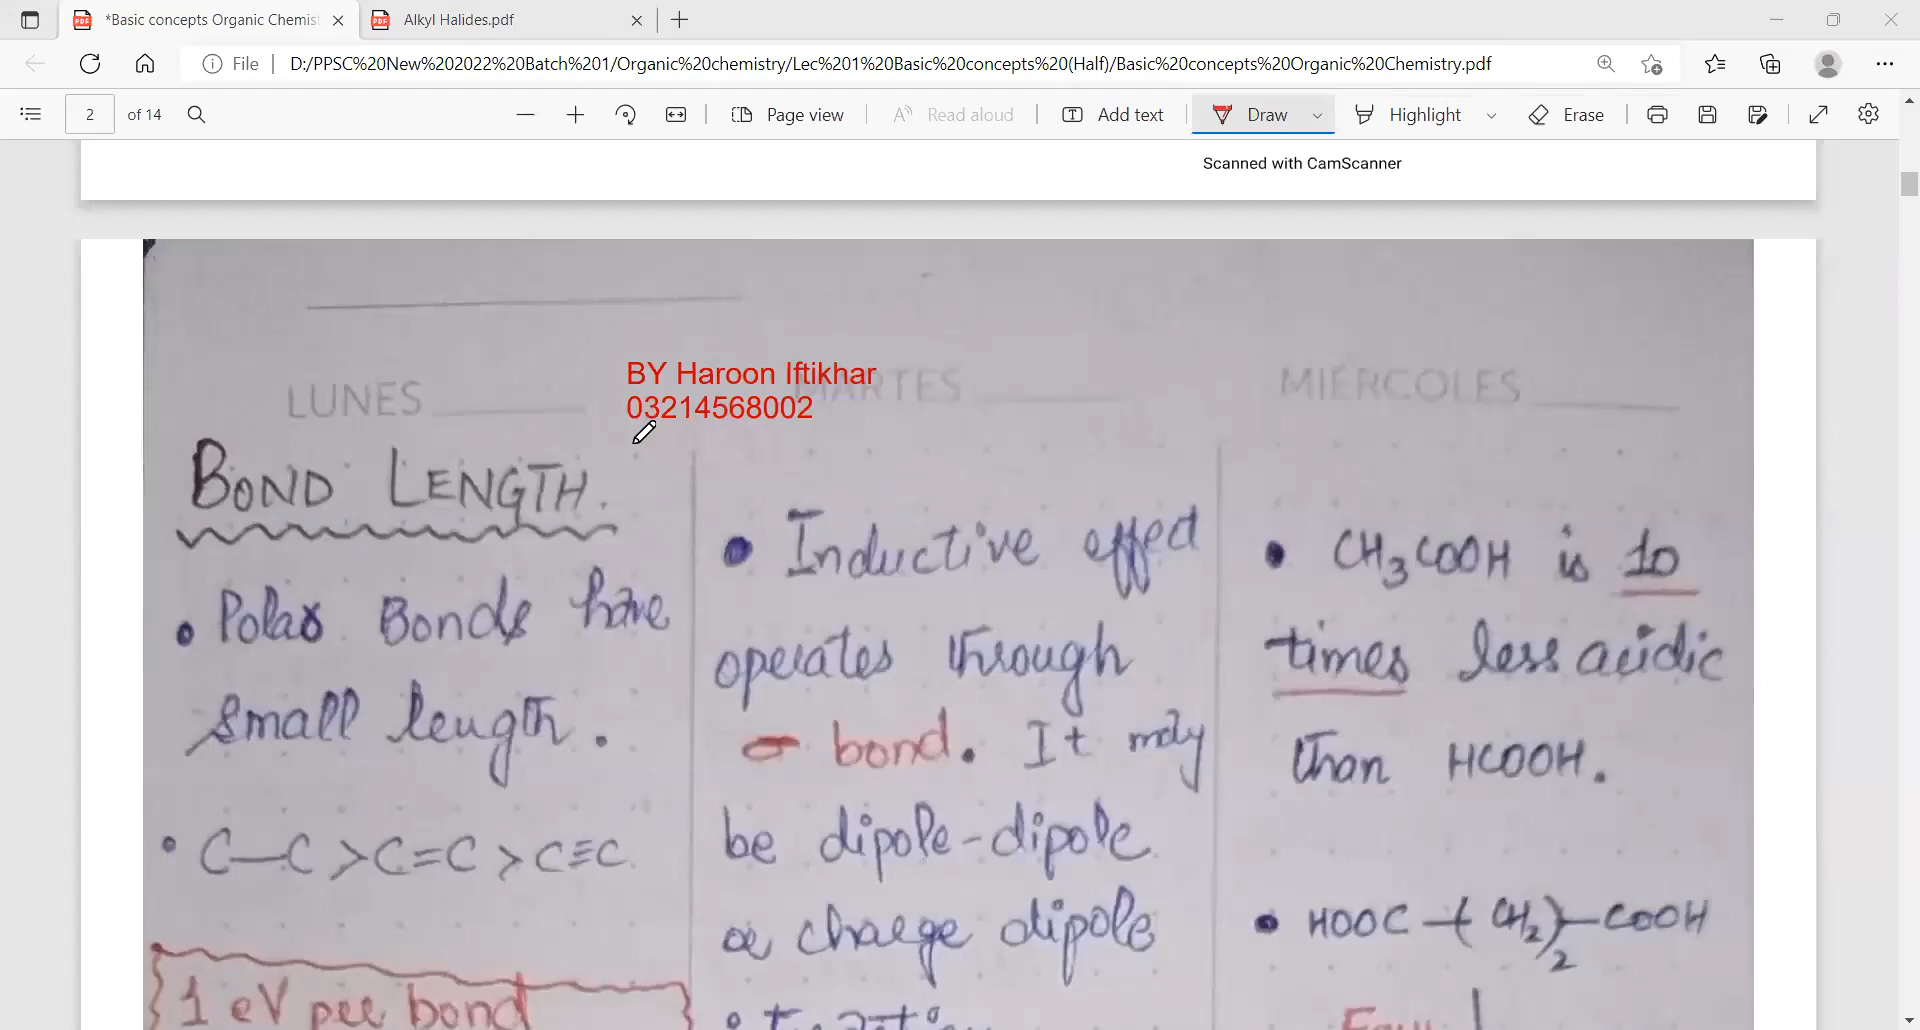 *Basic concepts Organic Chemis
Alkyl Halides.pdf
File
D:/PPSC%20New%202022%20Batch%201/Organic%20chemistry/Lec%201%20Basic%20concepts%20(Half)/Basic%20concepts%20Organic%20Chemistry.pdf
2 of 14
Page view
Read aloud
Add text
Draw
Highlight
Erase
Scanned with CamScanner
BY Haroon Iftikhar
03214568002
LUNES
MARTES
MIÉRCOLES
BOND LENGTH.
• Polar Bonds have
small length.
• C—C > C=C > C≡C
1 eV per bond
• Inductive effect
operates through
σ bond. It may
be dipole-dipole
or charge dipole
• CH₃COOH is 10
times less acidic
than HCOOH.
• HOOC—(CH₂)₂—COOH